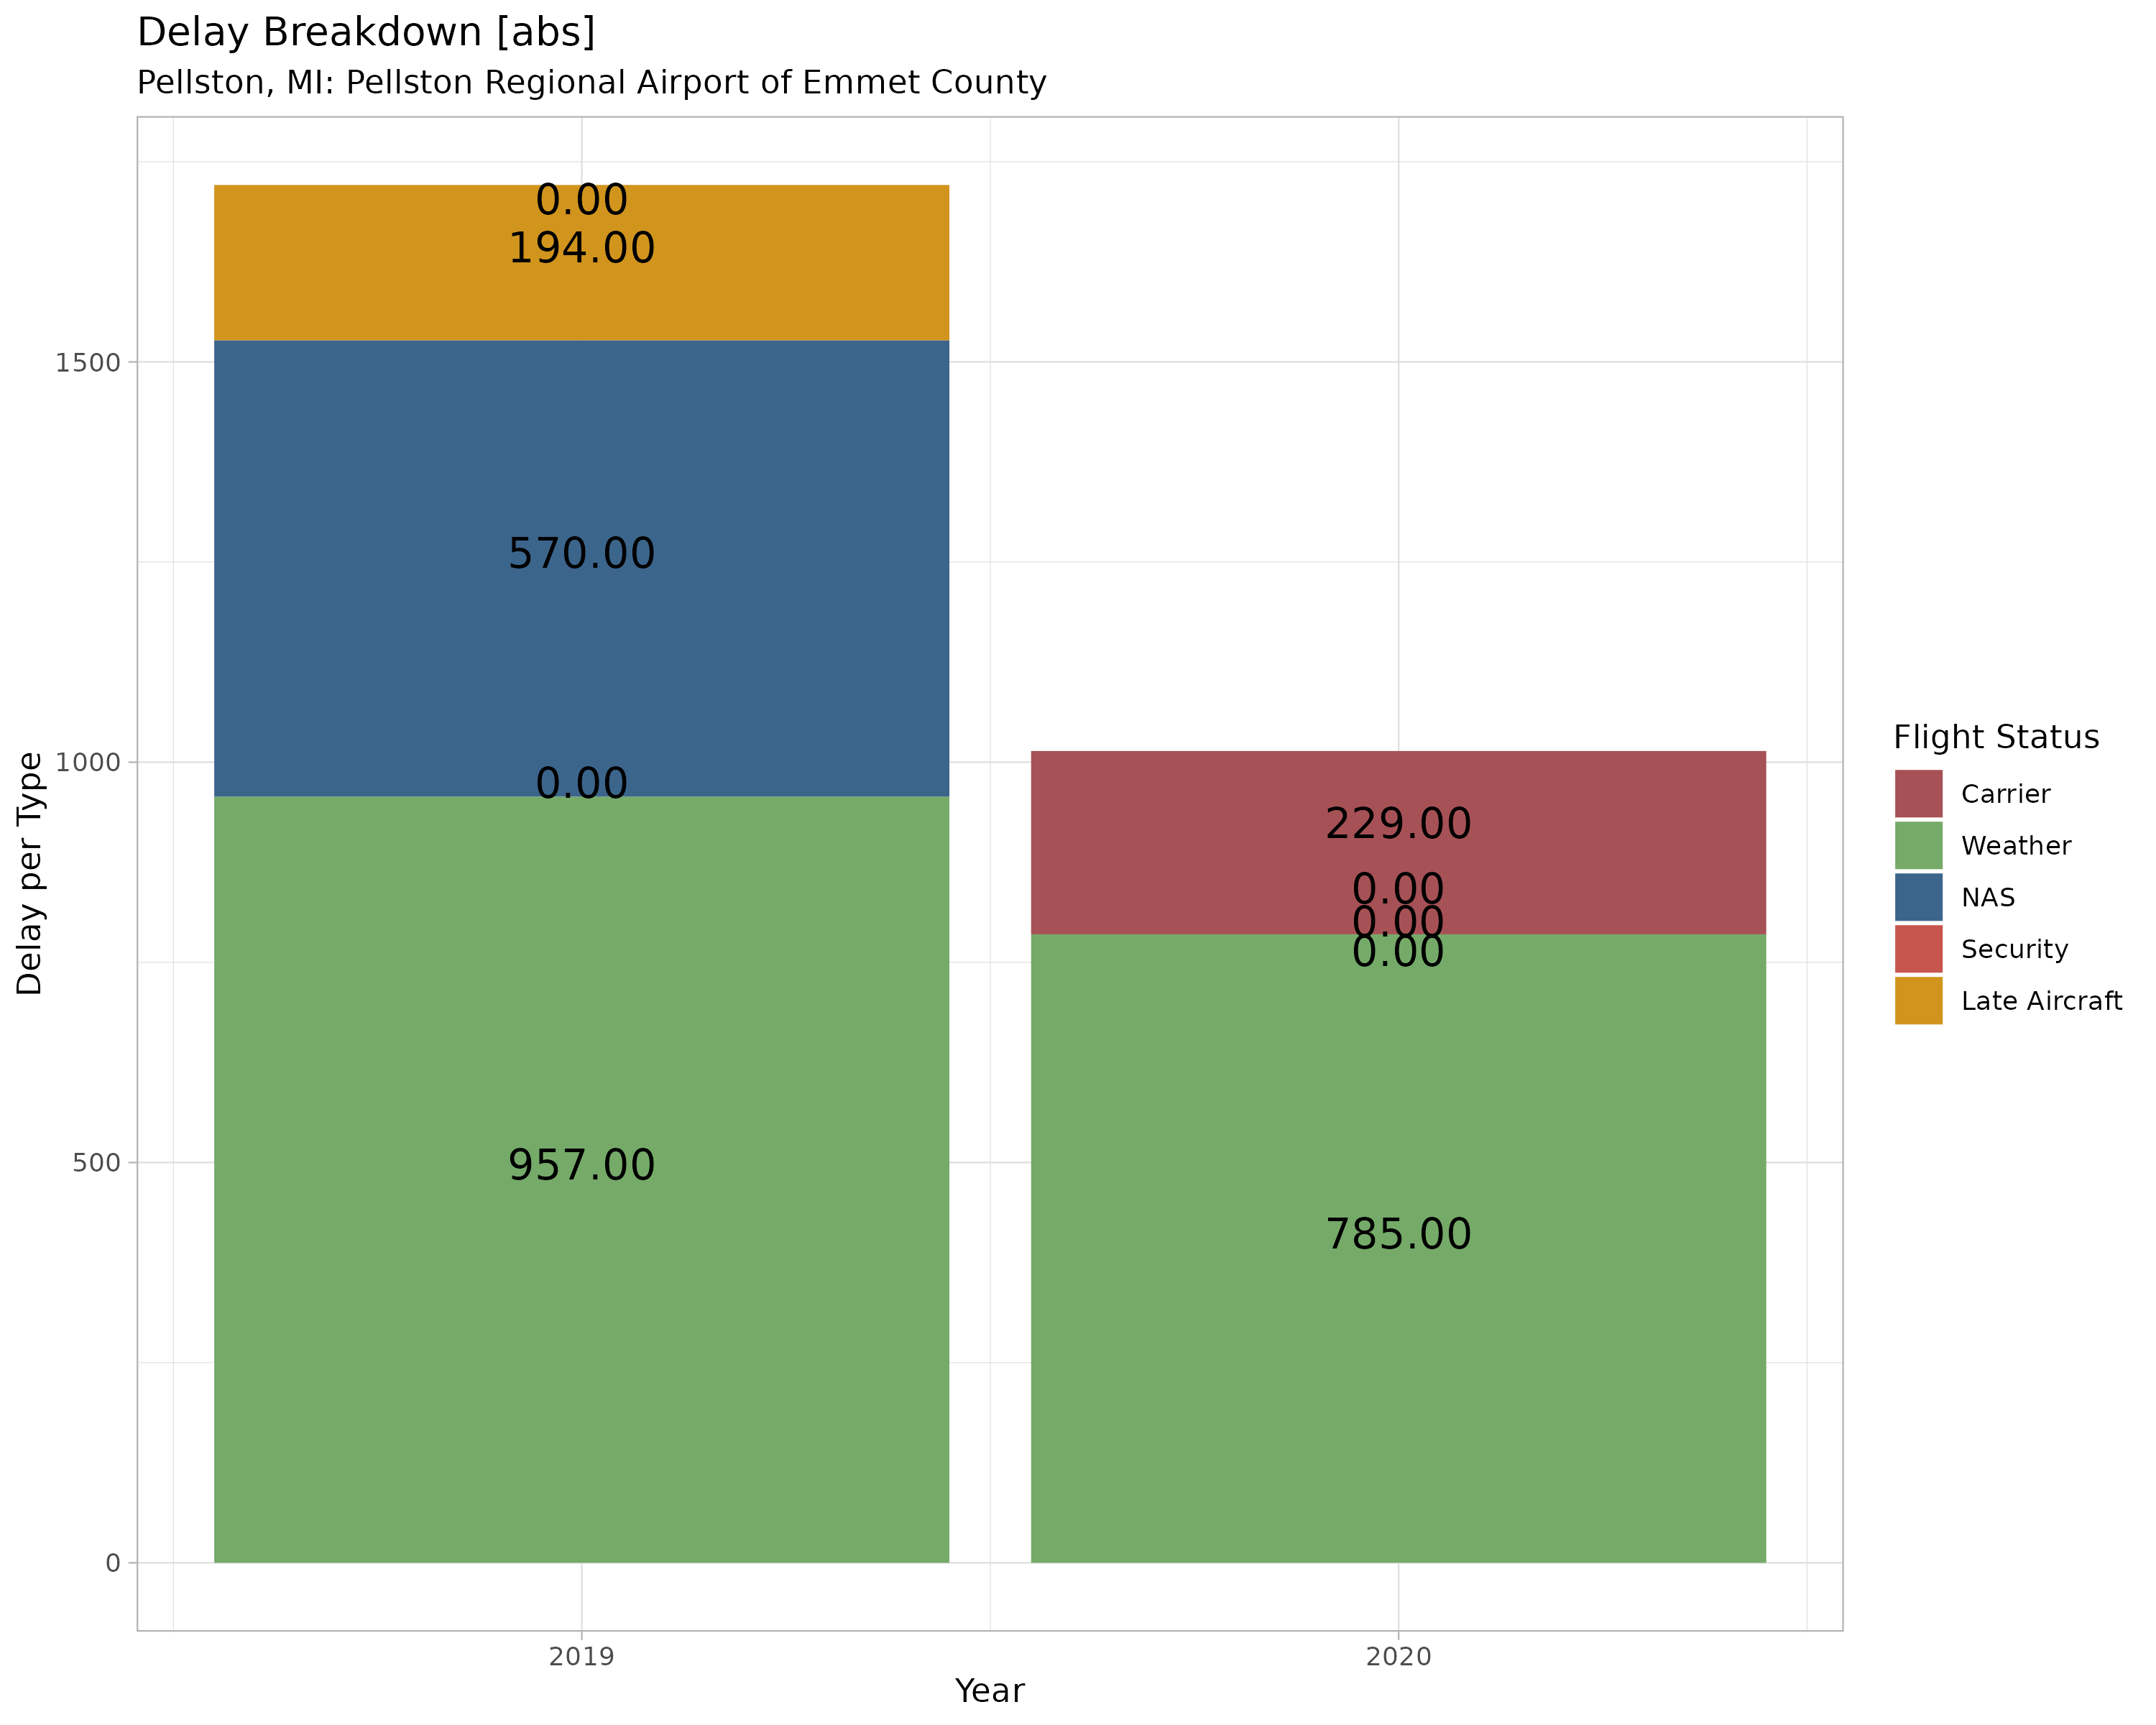 Delay Breakdown [abs]
Pellston, MI: Pellston Regional Airport of Emmet County
Delay per Type
1500
1000
500
0
0.00
194.00
570.00
0.00
957.00
229.00
0.00
0.00
0.00
785.00
2019
2020
Year
Flight Status
Carrier
Weather
NAS
Security
Late Aircraft